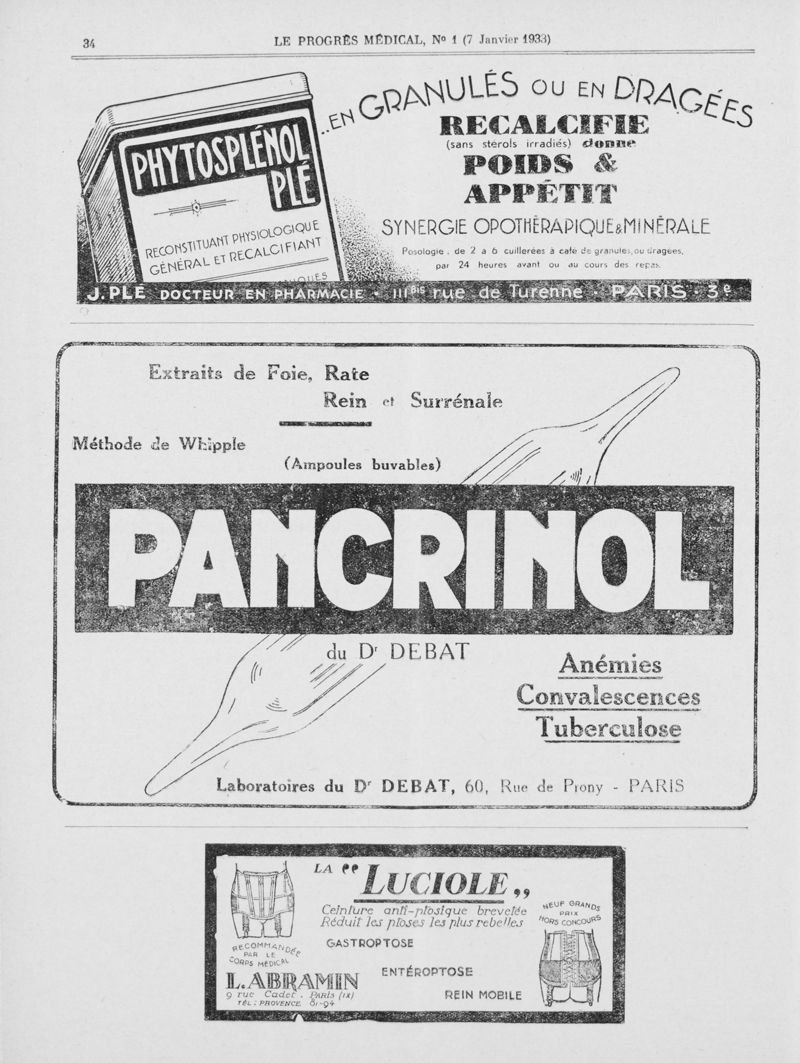 34
LE PROGRÈS MÉDICAL, Nº 1 (7 Janvier 1933)
PHYTOSPLÉNOL
PLÉ
RECONSTITUANT PHYSIOLOGIQUE
GÉNÉRAL ET RECALCIFIANT
...EN GRANULÉS OU EN DRAGÉES
RECALCIFIE
(sans stérols irradiés) donne
POIDS &
APPÉTIT
SYNERGIE OPOTHÉRAPIQUE & MINÉRALE
Posologie . de 2 à 6 cuillerées à café de granules, ou dragées,
par 24 heures avant ou au cours des repas.
J. PLÉ DOCTEUR EN PHARMACIE · 111 bis rue de Turenne · PARIS · 3e
Extraits de Foie, Rate
Rein et Surrénale
Méthode de Whipple
(Ampoules buvables)
PANCRINOL
du Dr DEBAT
Anémies
Convalescences
Tuberculose
Laboratoires du Dr DEBAT, 60, Rue de Prony - PARIS
LA "LUCIOLE"
Ceinture anti-ptosique brevetée
Réduit les ptoses les plus rebelles
NEUF GRANDS
PRIX
HORS CONCOURS
GASTROPTOSE
RECOMMANDÉE
PAR LE
CORPS MÉDICAL
ENTÉROPTOSE
L. ABRAMIN
9 rue Cadet . PARIS (IX)
TÉL : PROVENCE 81-94
REIN MOBILE